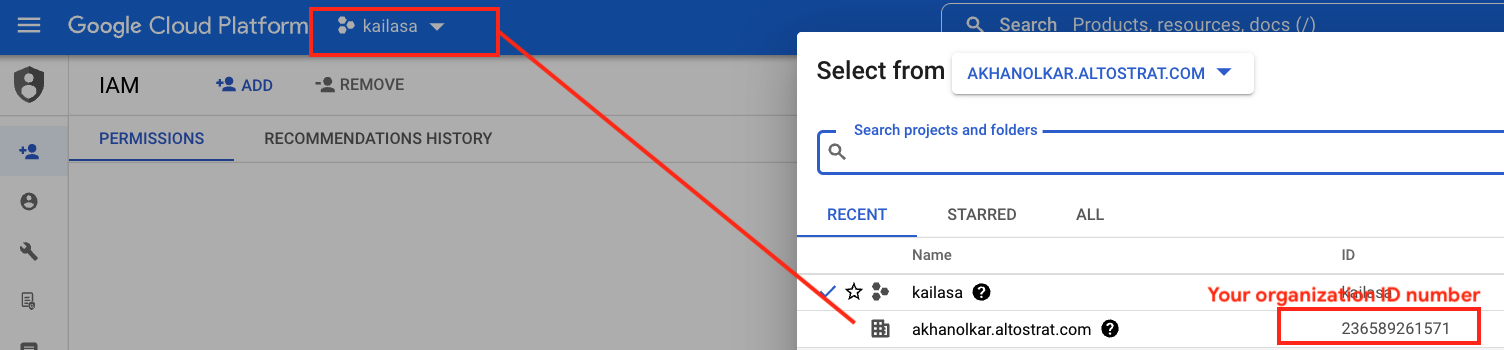 Google Cloud Platform
kailasa
Search Products, resources, docs (/)
IAM
ADD
REMOVE
PERMISSIONS
RECOMMENDATIONS HISTORY
Select from
AKHANOLKAR.ALTOSTRAT.COM
Search projects and folders
RECENT
STARRED
ALL
Name
ID
kailasa
kailasa
Your organization ID number
akhanolkar.altostrat.com
236589261571